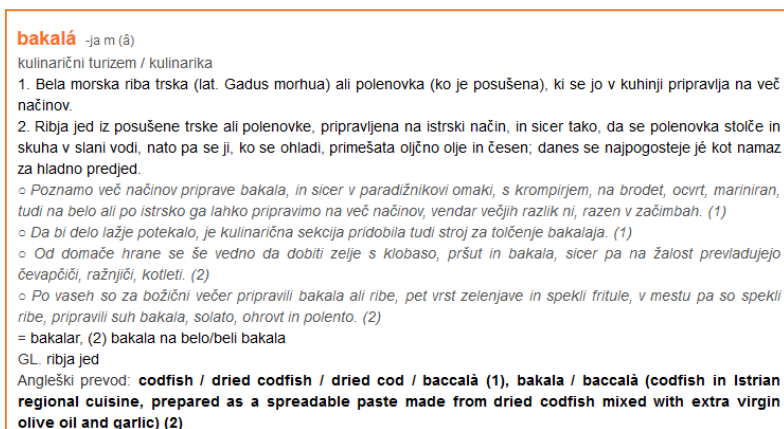 bakalá -ja m (ȃ)
kulinarični turizem / kulinarika
1. Bela morska riba trska (lat. Gadus morhua) ali polenovka (ko je posušena), ki se jo v kuhinji pripravlja na več
načinov.
2. Ribja jed iz posušene trske ali polenovke, pripravljena na istrski način, in sicer tako, da se polenovka stolče in
skuha v slani vodi, nato pa se ji, ko se ohladi, primešata oljčno olje in česen; danes se najpogosteje jé kot namaz
za hladno predjed.
○ Poznamo več načinov priprave bakala, in sicer v paradižnikovi omaki, s krompirjem, na brodet, ocvrt, mariniran,
tudi na belo ali po istrsko ga lahko pripravimo na več načinov, vendar večjih razlik ni, razen v začimbah. (1)
○ Da bi delo lažje potekalo, je kulinarična sekcija pridobila tudi stroj za tolčenje bakalaja. (1)
○ Od domače hrane se še vedno da dobiti zelje s klobaso, pršut in bakala, sicer pa na žalost prevladujejo
čevapčiči, ražnjiči, kotleti. (2)
○ Po vaseh so za božični večer pripravili bakala ali ribe, pet vrst zelenjave in spekli fritule, v mestu pa so spekli
ribe, pripravili suh bakala, solato, ohrovt in polento. (2)
= bakalar, (2) bakala na belo/beli bakala
GL. ribja jed
Angleški prevod: codfish / dried codfish / dried cod / baccalà (1), bakala / baccalà (codfish in Istrian
regional cuisine, prepared as a spreadable paste made from dried codfish mixed with extra virgin
olive oil and garlic) (2)